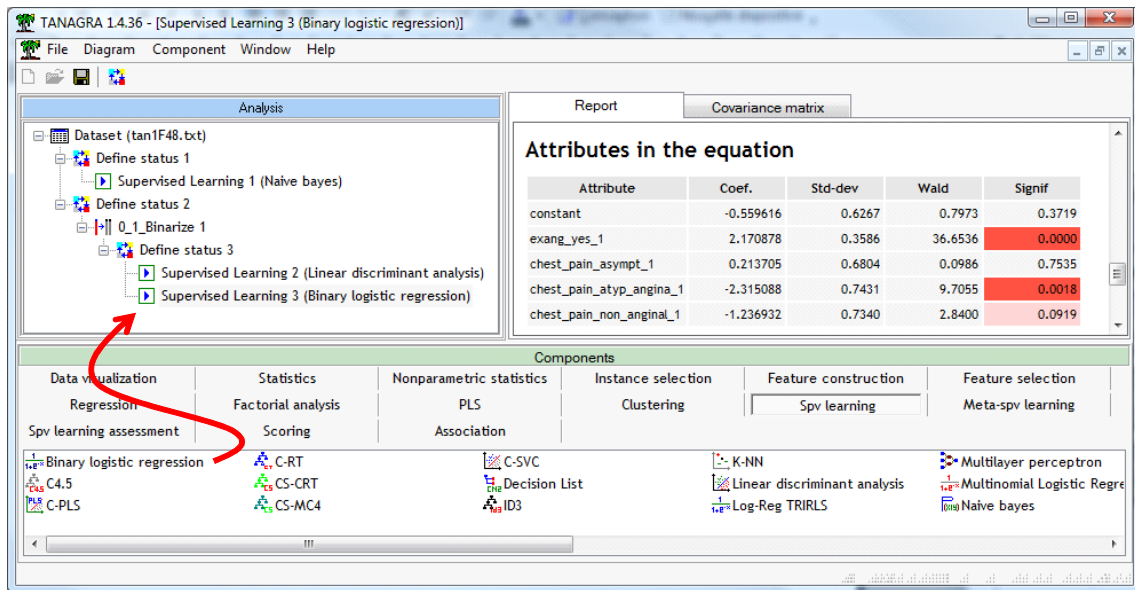 TANAGRA 1.4.36 - [Supervised Learning 3 (Binary logistic regression)]
File Diagram Component Window Help
Analysis
Dataset (tan1F48.txt)
Define status 1
Supervised Learning 1 (Naive bayes)
Define status 2
0_1_Binarize 1
Define status 3
Supervised Learning 2 (Linear discriminant analysis)
Supervised Learning 3 (Binary logistic regression)
Report Covariance matrix
Attributes in the equation
Attribute Coef. Std-dev Wald Signif
constant -0.559616 0.6267 0.7973 0.3719
exang_yes_1 2.170878 0.3586 36.6536 0.0000
chest_pain_asympt_1 0.213705 0.6804 0.0986 0.7535
chest_pain_atyp_angina_1 -2.315088 0.7431 9.7055 0.0018
chest_pain_non_anginal_1 -1.236932 0.7340 2.8400 0.0919
Components
Data visualization Statistics Nonparametric statistics Instance selection Feature construction Feature selection
Regression Factorial analysis PLS Clustering Spv learning Meta-spv learning
Spv learning assessment Scoring Association
Binary logistic regression C-RT C-SVC K-NN Multilayer perceptron
C4.5 CS-CRT Decision List Linear discriminant analysis Multinomial Logistic Regre
C-PLS CS-MC4 ID3 Log-Reg TRIRLS Naive bayes